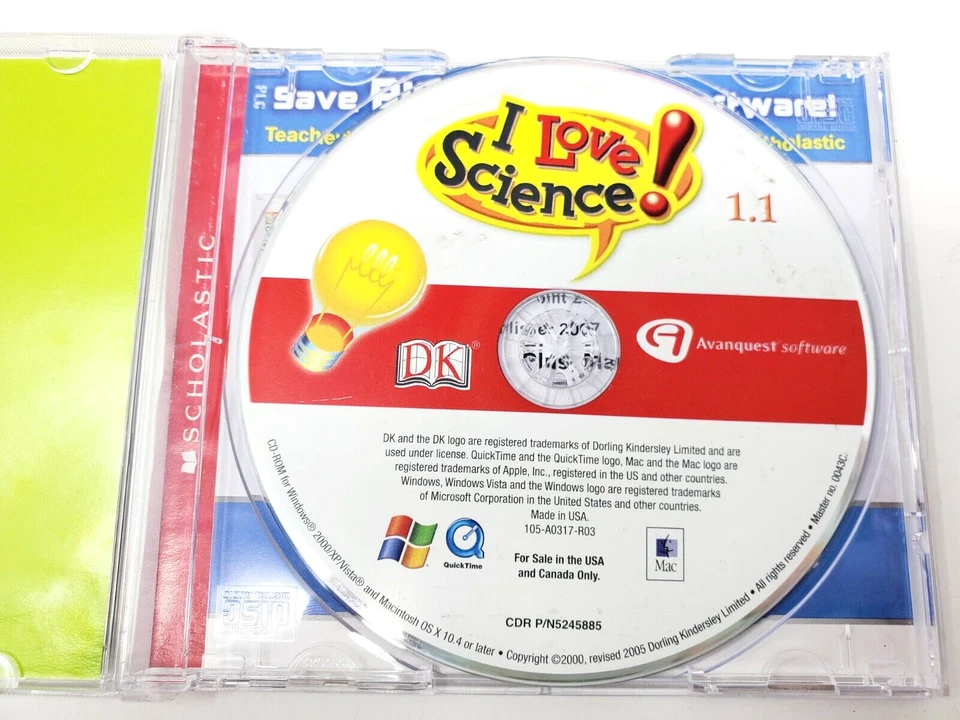 Save
Teache
holastic
I Love
Science!
1.1
SCHOLASTIC
DK®
2007
Avanquest software
DK and the DK logo are registered trademarks of Dorling Kindersley Limited and are
used under license. QuickTime and the QuickTime logo, Mac and the Mac logo are
registered trademarks of Apple, Inc., registered in the US and other countries.
Windows, Windows Vista and the Windows logo are registered trademarks
of Microsoft Corporation in the United States and other countries.
Made in USA.
105-A0317-R03
QuickTime
For Sale in the USA
and Canada Only.
Mac
CDR P/N5245885
CD-ROM for Windows® 2000/XP/Vista® and Macintosh OS X 10.4 or later • Copyright ©2000, revised 2005 Dorling Kindersley Limited • All rights reserved • Master no. 0043C